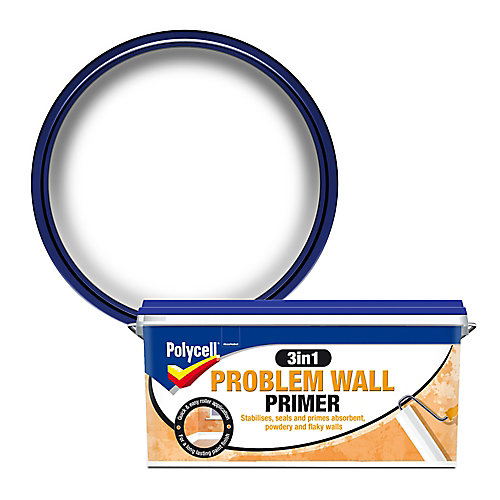 Polycell
3in1
PROBLEM WALL
PRIMER
Stabilises, seals and primes absorbent,
powdery and flaky walls
Quick & easy roller application
For a long lasting paint finish